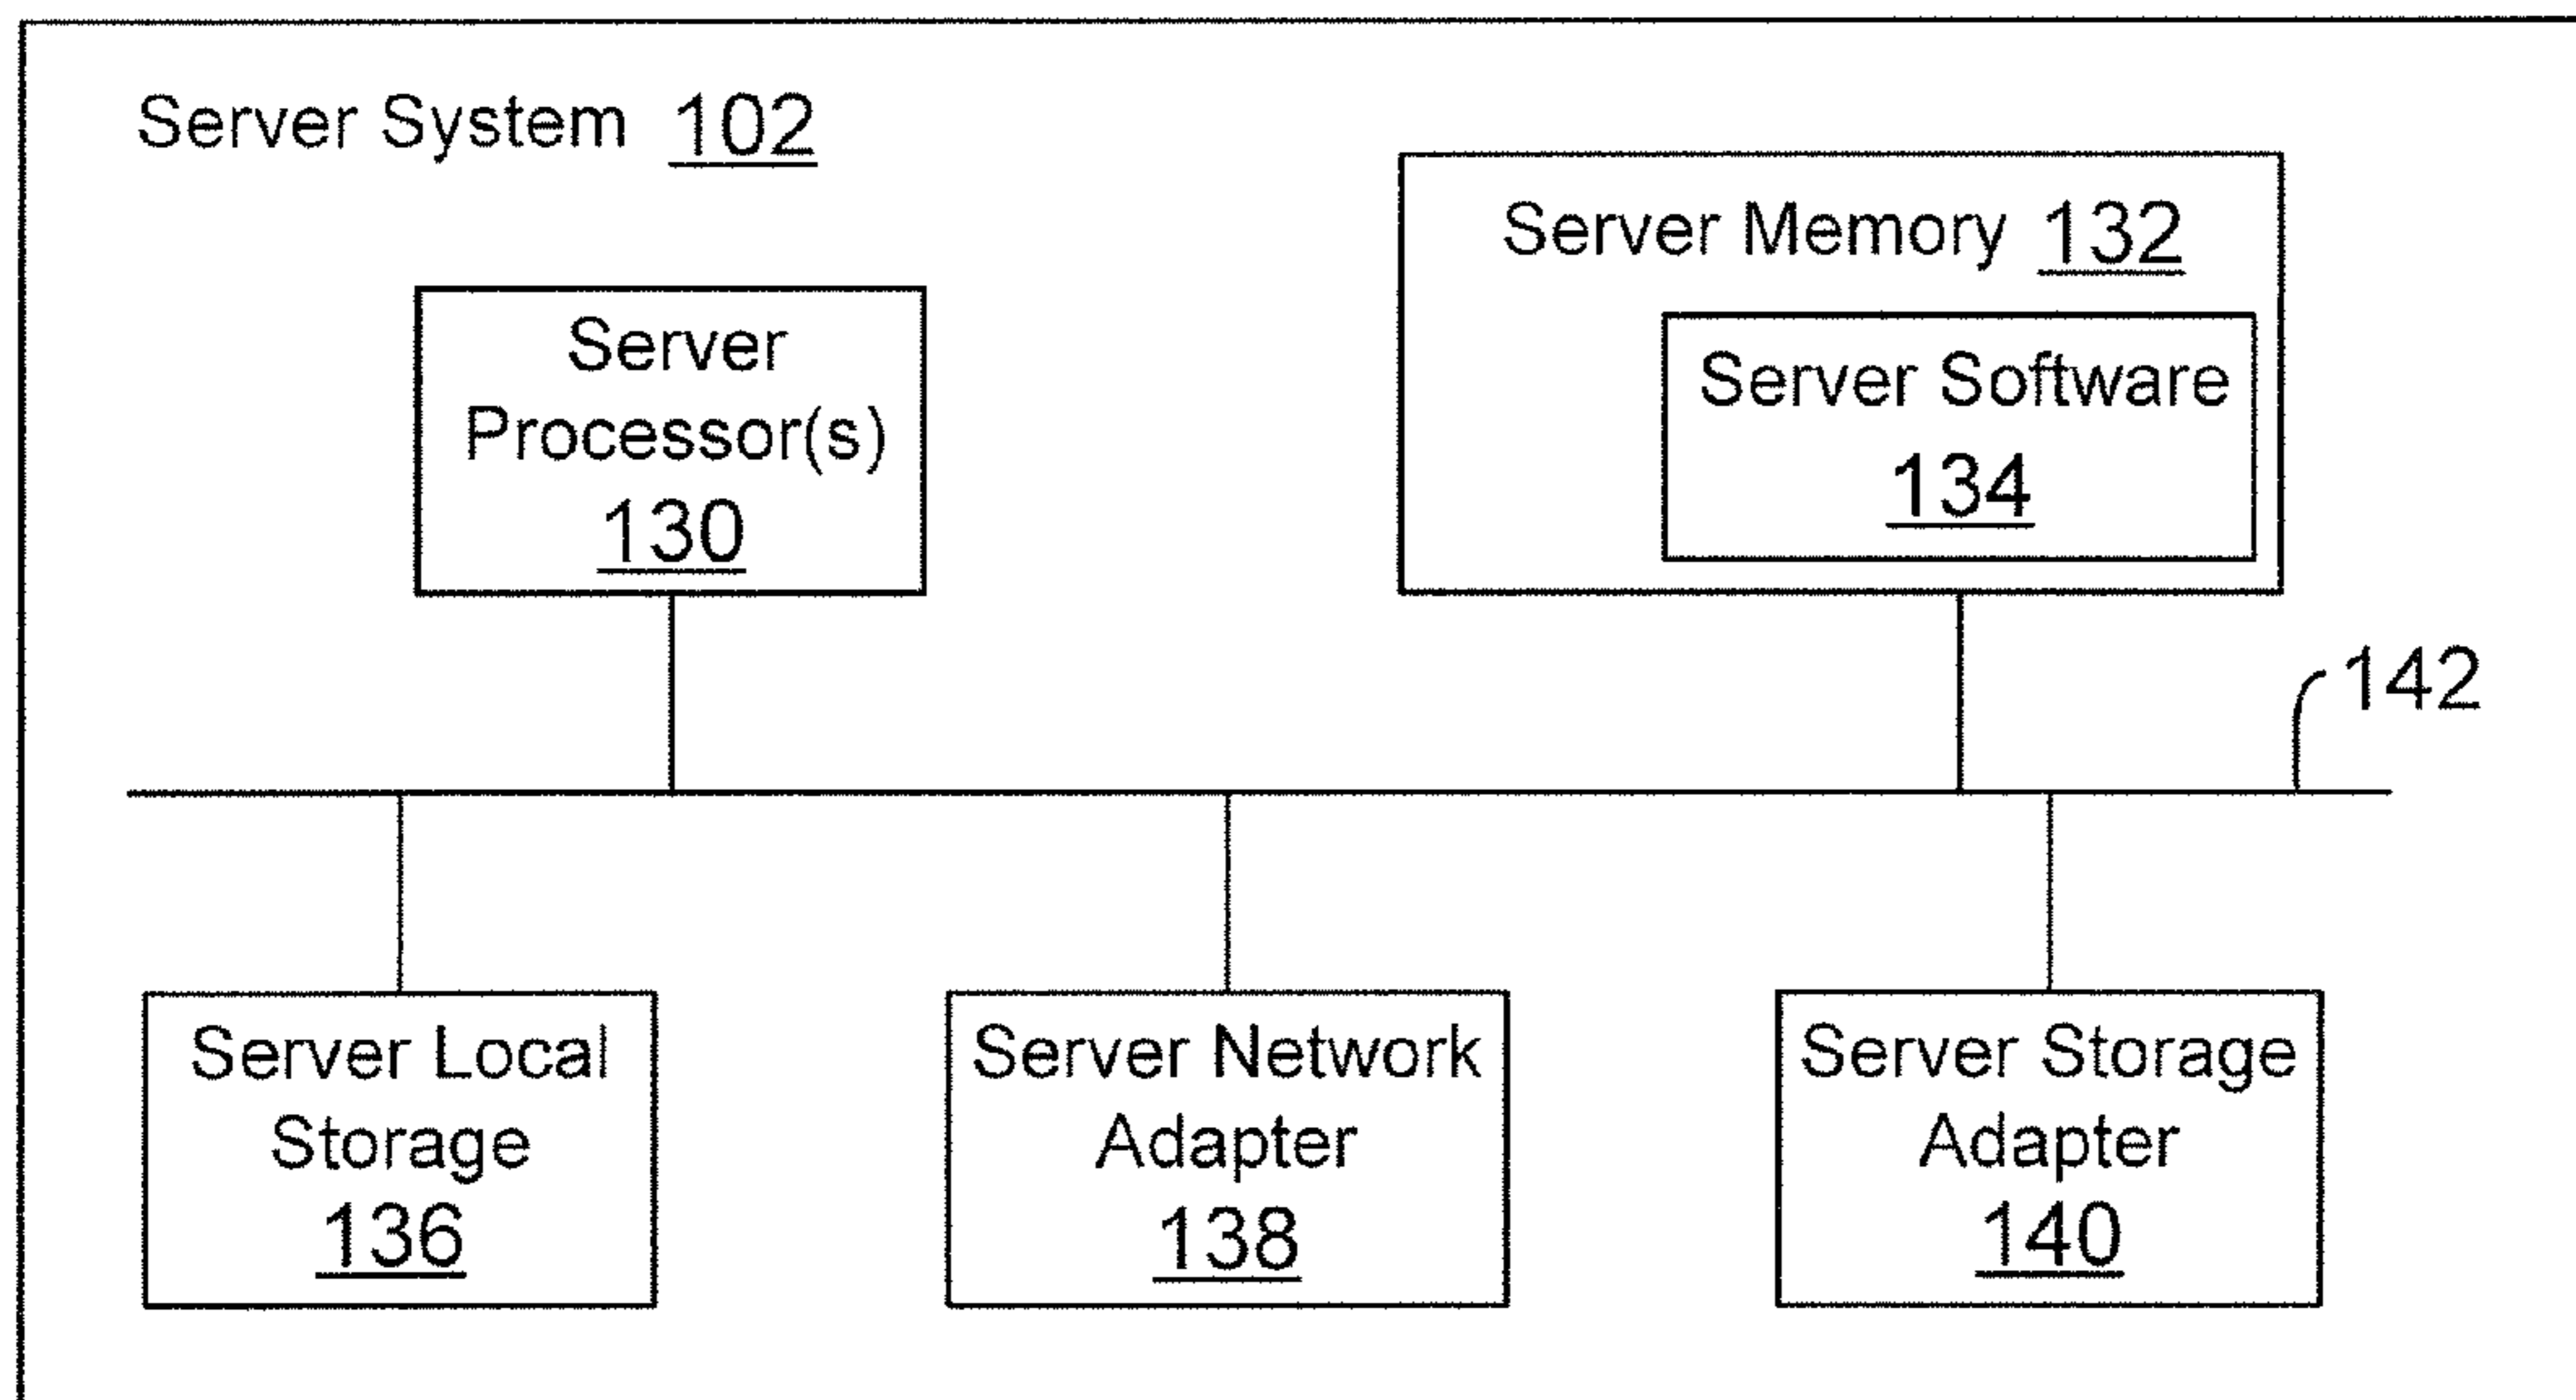 Server System 102
Server Memory 132
Server
Processor(s)
130
Server Software
134
142
Server Local
Storage
136
Server Network
Adapter
138
Server Storage
Adapter
140